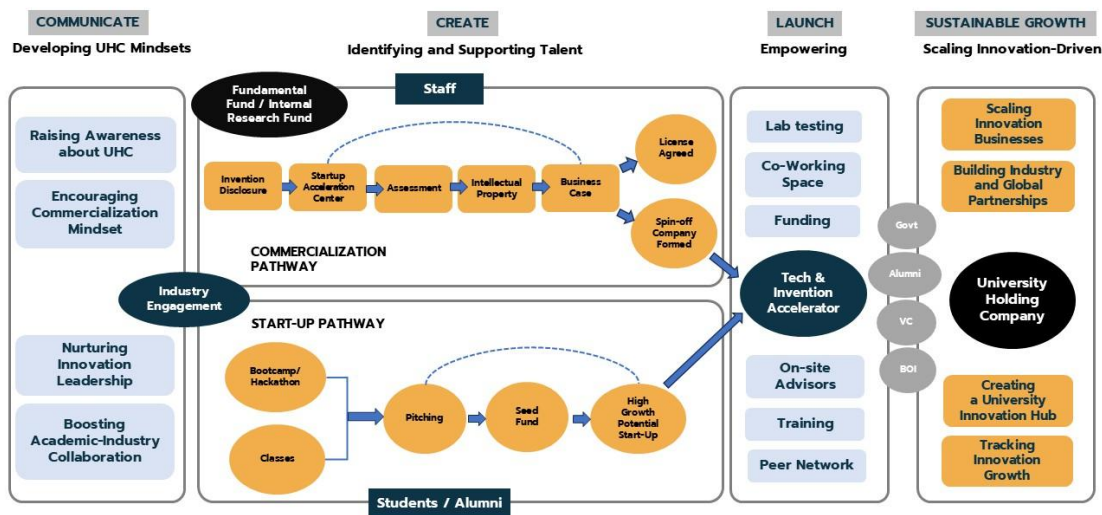 COMMUNICATE
Developing UHC Mindsets
CREATE
Identifying and Supporting Talent
LAUNCH
Empowering
SUSTAINABLE GROWTH
Scaling Innovation-Driven
Raising Awareness
about UHC
Encouraging
Commercialization
Mindset
Industry
Engagement
Nurturing
Innovation
Leadership
Boosting
Academic-Industry
Collaboration
Fundamental
Fund / Internal
Research Fund
Staff
Invention
Disclosure
Startup
Acceleration
Center
Assessment
Intellectual
Property
Business
Case
License
Agreed
Spin-off
Company
Formed
COMMERCIALIZATION
PATHWAY
START-UP PATHWAY
Bootcamp/
Hackathon
Classes
Pitching
Seed
Fund
High
Growth
Potential
Start-Up
Students / Alumni
Lab testing
Co-Working
Space
Funding
Tech &
Invention
Accelerator
On-site
Advisors
Training
Peer Network
Govt
Alumni
VC
BOI
Scaling
Innovation
Businesses
Building Industry
and Global
Partnerships
University
Holding
Company
Creating
a University
Innovation Hub
Tracking
Innovation
Growth